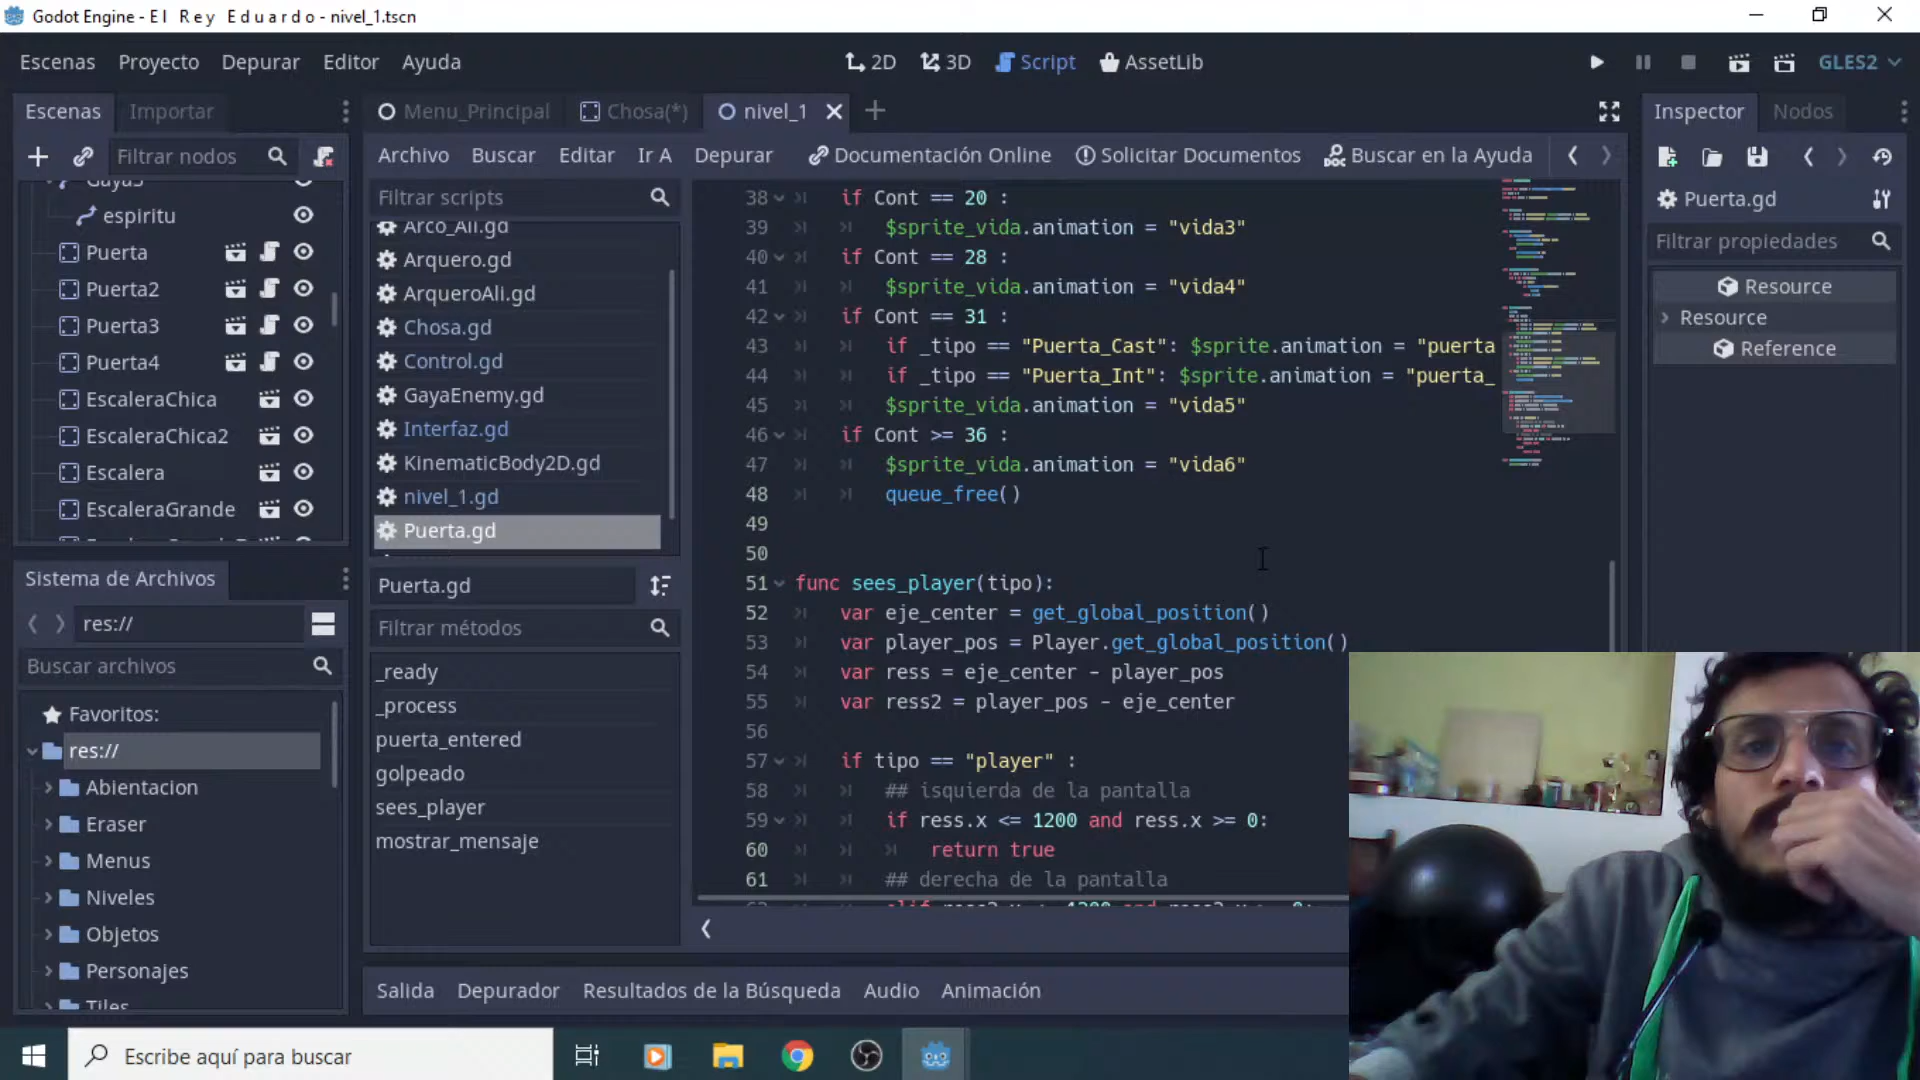 Godot Engine - El Rey Eduardo - nivel_1.tscn
Escenas Proyecto Depurar Editor Ayuda
2D 3D Script AssetLib
GLES2
Escenas Importar
Filtrar nodos
Gaya3
espiritu
Puerta
Puerta2
Puerta3
Puerta4
EscaleraChica
EscaleraChica2
Escalera
EscaleraGrande
Sistema de Archivos
res://
Buscar archivos
Favoritos:
res://
Abientacion
Eraser
Menus
Niveles
Objetos
Personajes
Tiles
Menu_Principal Chosa(*) nivel_1
Archivo Buscar Editar Ir A Depurar Documentación Online Solicitar Documentos Buscar en la Ayuda
Filtrar scripts
Arco_Ali.gd
Arquero.gd
ArqueroAli.gd
Chosa.gd
Control.gd
GayaEnemy.gd
Interfaz.gd
KinematicBody2D.gd
nivel_1.gd
Puerta.gd
Puerta.gd
Filtrar métodos
_ready
_process
puerta_entered
golpeado
sees_player
mostrar_mensaje
38 if Cont == 20 :
39 $sprite_vida.animation = "vida3"
40 if Cont == 28 :
41 $sprite_vida.animation = "vida4"
42 if Cont == 31 :
43 if _tipo == "Puerta_Cast": $sprite.animation = "puerta
44 if _tipo == "Puerta_Int": $sprite.animation = "puerta_
45 $sprite_vida.animation = "vida5"
46 if Cont >= 36 :
47 $sprite_vida.animation = "vida6"
48 queue_free()
49
50
51 func sees_player(tipo):
52 var eje_center = get_global_position()
53 var player_pos = Player.get_global_position()
54 var ress = eje_center - player_pos
55 var ress2 = player_pos - eje_center
56
57 if tipo == "player" :
58 ## isquierda de la pantalla
59 if ress.x <= 1200 and ress.x >= 0:
60 return true
61 ## derecha de la pantalla
Salida Depurador Resultados de la Búsqueda Audio Animación
Inspector Nodos
Puerta.gd
Filtrar propiedades
Resource
Resource
Reference
Escribe aquí para buscar